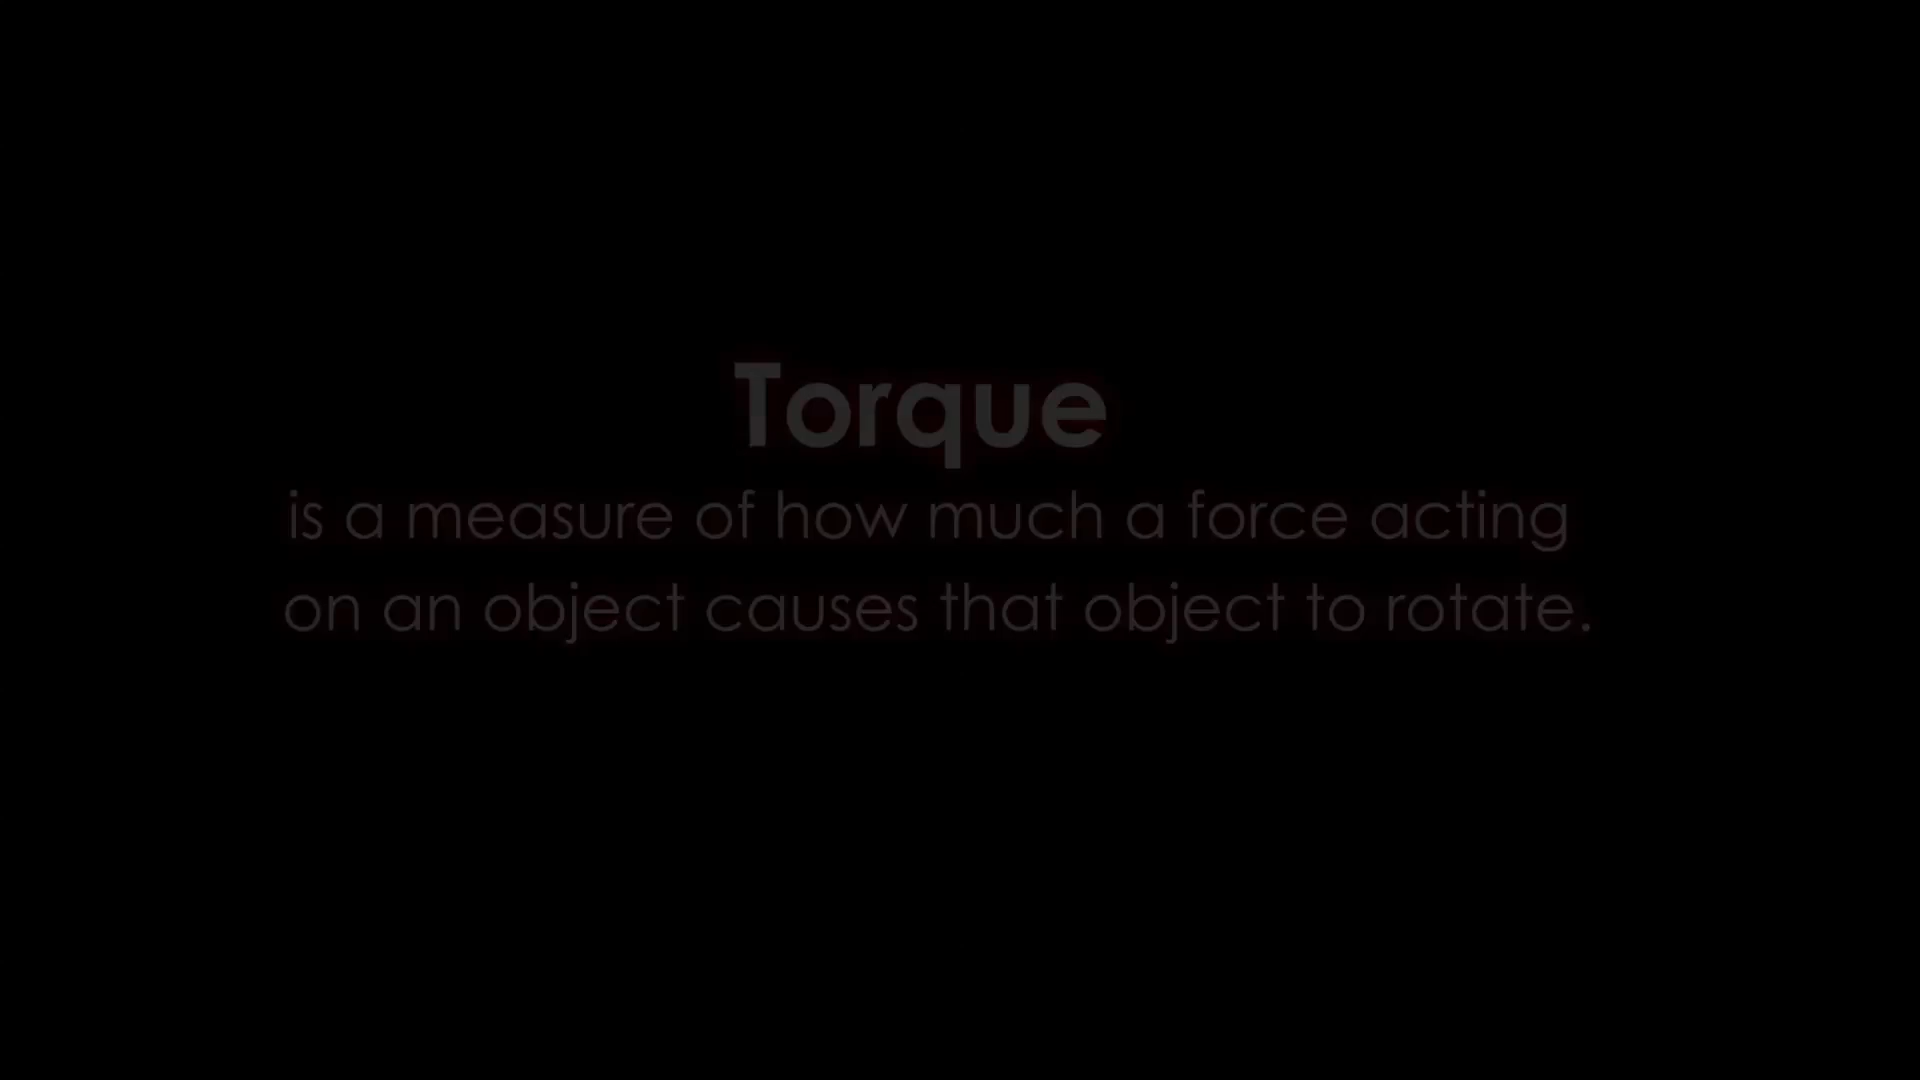 Torque
is a measure of how much a force acting
on an object causes that object to rotate.